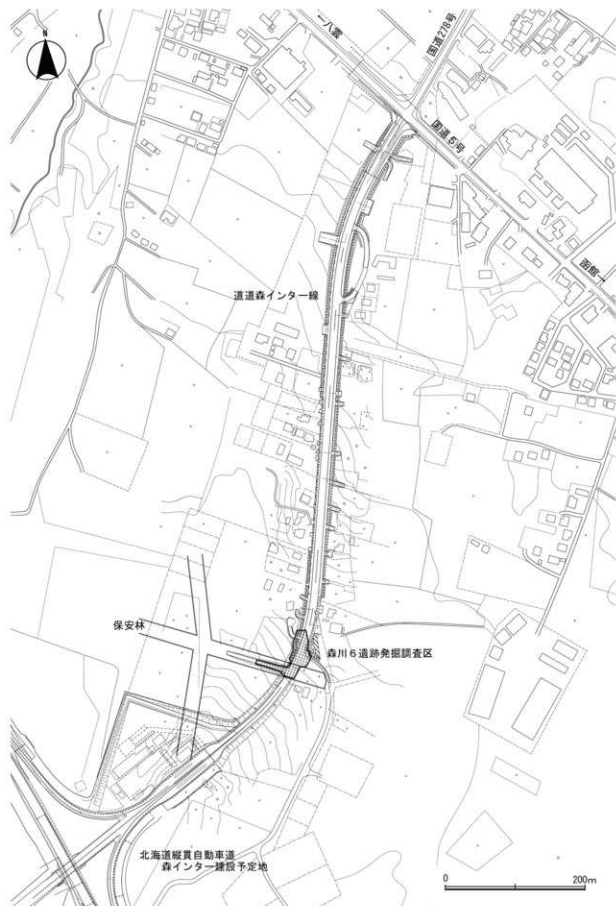 N
←八雲
国道278号
国道5号
函館→
道道森インター線
保安林
森川6遺跡発掘調査区
北海道縦貫自動車道
森インター建設予定地
0 200m